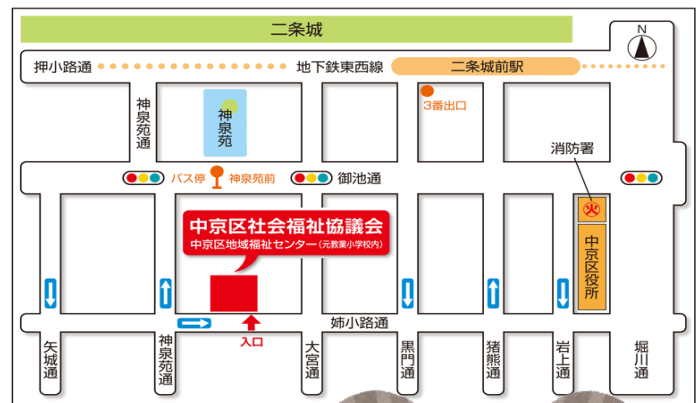 二条城
N
押小路通
地下鉄東西線
二条城前駅
神泉苑通
神泉苑
3番出口
消防署
バス停
神泉苑前
御池通
火
中京区社会福祉協議会
中京区地域福祉センター(元教業小学校内)
中京区役所
姉小路通
入口
矢城通
神泉苑通
大宮通
黒門通
猪熊通
岩上通
堀川通